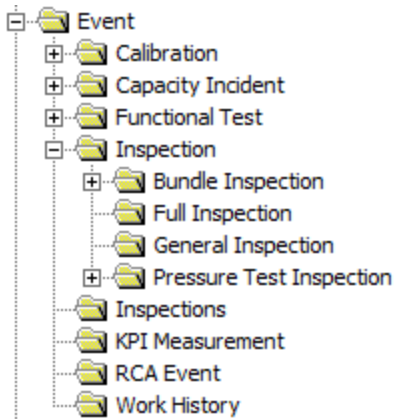 Event
Calibration
Capacity Incident
Functional Test
Inspection
Bundle Inspection
Full Inspection
General Inspection
Pressure Test Inspection
Inspections
KPI Measurement
RCA Event
Work History